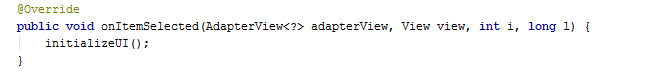 @Override
public void onItemSelected(AdapterView<?> adapterView, View view, int i, long l) {
    initializeUI();
}